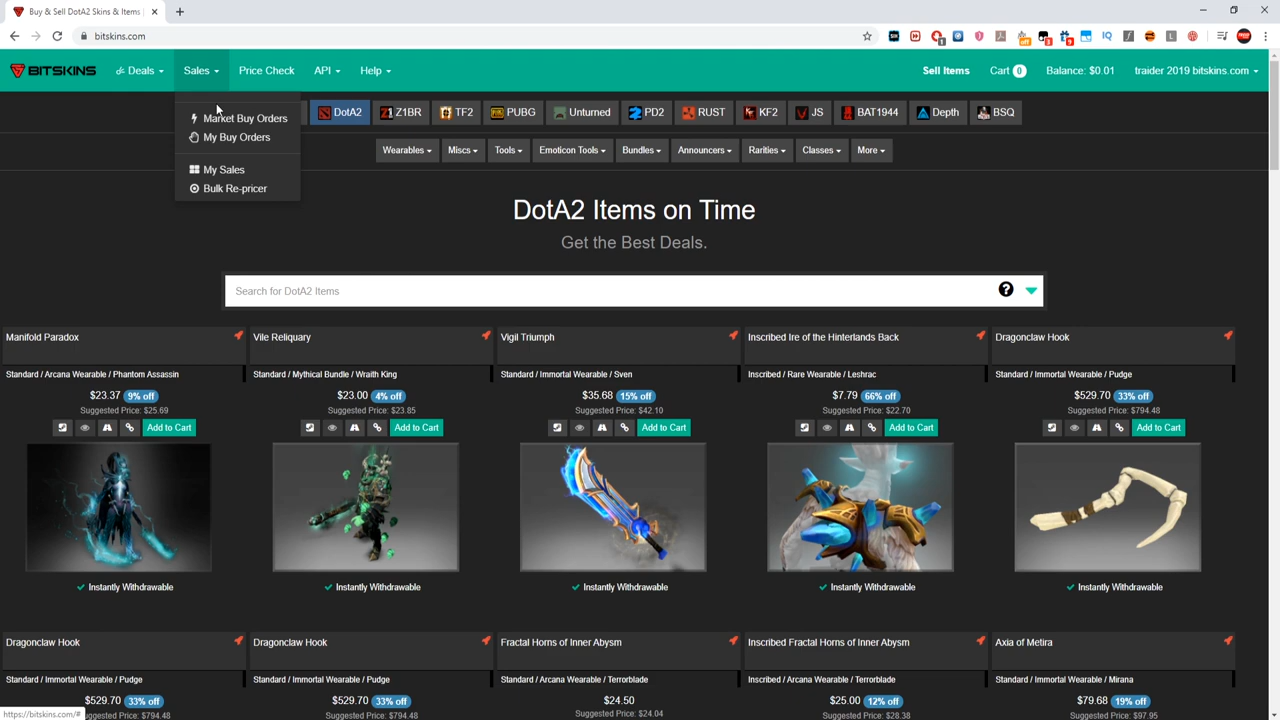 Buy & Sell DotA2 Skins & Items |
bitskins.com
BITSKINS Deals Sales Price Check API Help Sell Items Cart 0 Balance: $0.01 traider 2019 bitskins.com
Market Buy Orders
My Buy Orders
My Sales
Bulk Re-pricer
DotA2 Z1BR TF2 PUBG Unturned PD2 RUST KF2 JS BAT1944 Depth BSQ
Wearables Miscs Tools Emoticon Tools Bundles Announcers Rarities Classes More
DotA2 Items on Time
Get the Best Deals.
Search for DotA2 Items
Manifold Paradox Vile Reliquary Vigil Triumph Inscribed Ire of the Hinterlands Back Dragonclaw Hook
Standard / Arcana Wearable / Phantom Assassin Standard / Mythical Bundle / Wraith King Standard / Immortal Wearable / Sven Inscribed / Rare Wearable / Leshrac Standard / Immortal Wearable / Pudge
$23.37 9% off $23.00 4% off $35.68 15% off $7.79 66% off $529.70 33% off
Suggested Price: $25.69 Suggested Price: $23.85 Suggested Price: $42.10 Suggested Price: $22.70 Suggested Price: $794.48
Add to Cart Add to Cart Add to Cart Add to Cart Add to Cart
Instantly Withdrawable Instantly Withdrawable Instantly Withdrawable Instantly Withdrawable Instantly Withdrawable
Dragonclaw Hook Dragonclaw Hook Fractal Horns of Inner Abysm Inscribed Fractal Horns of Inner Abysm Axia of Metira
Standard / Immortal Wearable / Pudge Standard / Immortal Wearable / Pudge Standard / Arcana Wearable / Terrorblade Inscribed / Arcana Wearable / Terrorblade Standard / Immortal Wearable / Mirana
$529.70 33% off $529.70 33% off $24.50 $25.00 12% off $79.68 19% off
https://bitskins.com/# ggested Price: $794.48 Suggested Price: $794.48 Suggested Price: $24.04 Suggested Price: $28.38 Suggested Price: $97.95